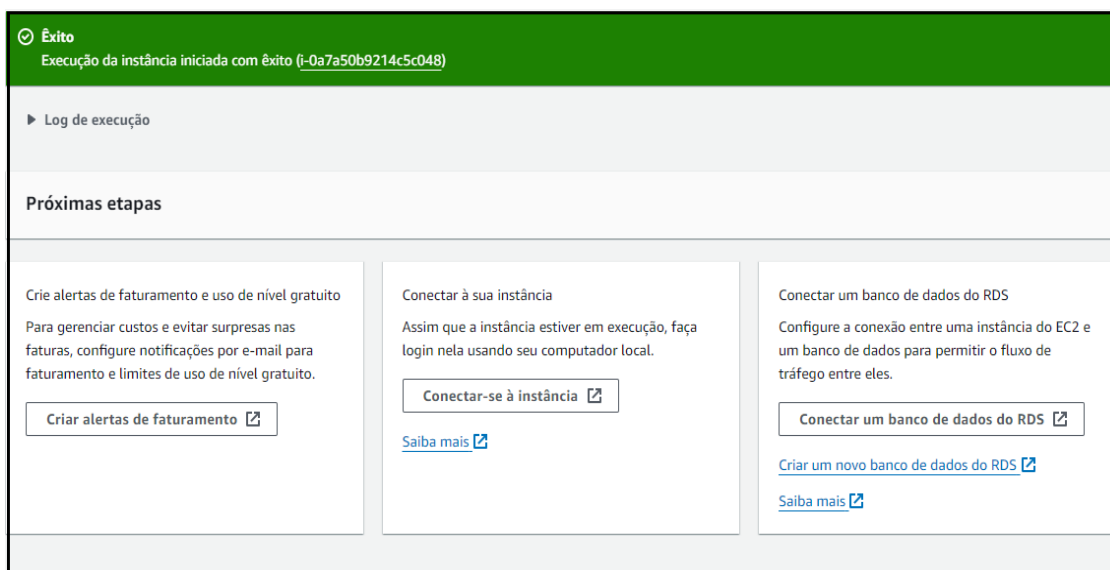 Êxito
Execução da instância iniciada com êxito (i-0a7a50b9214c5c048)
Log de execução
Próximas etapas
Crie alertas de faturamento e uso de nível gratuito
Para gerenciar custos e evitar surpresas nas
faturas, configure notificações por e-mail para
faturamento e limites de uso de nível gratuito.
Criar alertas de faturamento
Conectar à sua instância
Assim que a instância estiver em execução, faça
login nela usando seu computador local.
Conectar-se à instância
Saiba mais
Conectar um banco de dados do RDS
Configure a conexão entre uma instância do EC2 e
um banco de dados para permitir o fluxo de
tráfego entre eles.
Conectar um banco de dados do RDS
Criar um novo banco de dados do RDS
Saiba mais